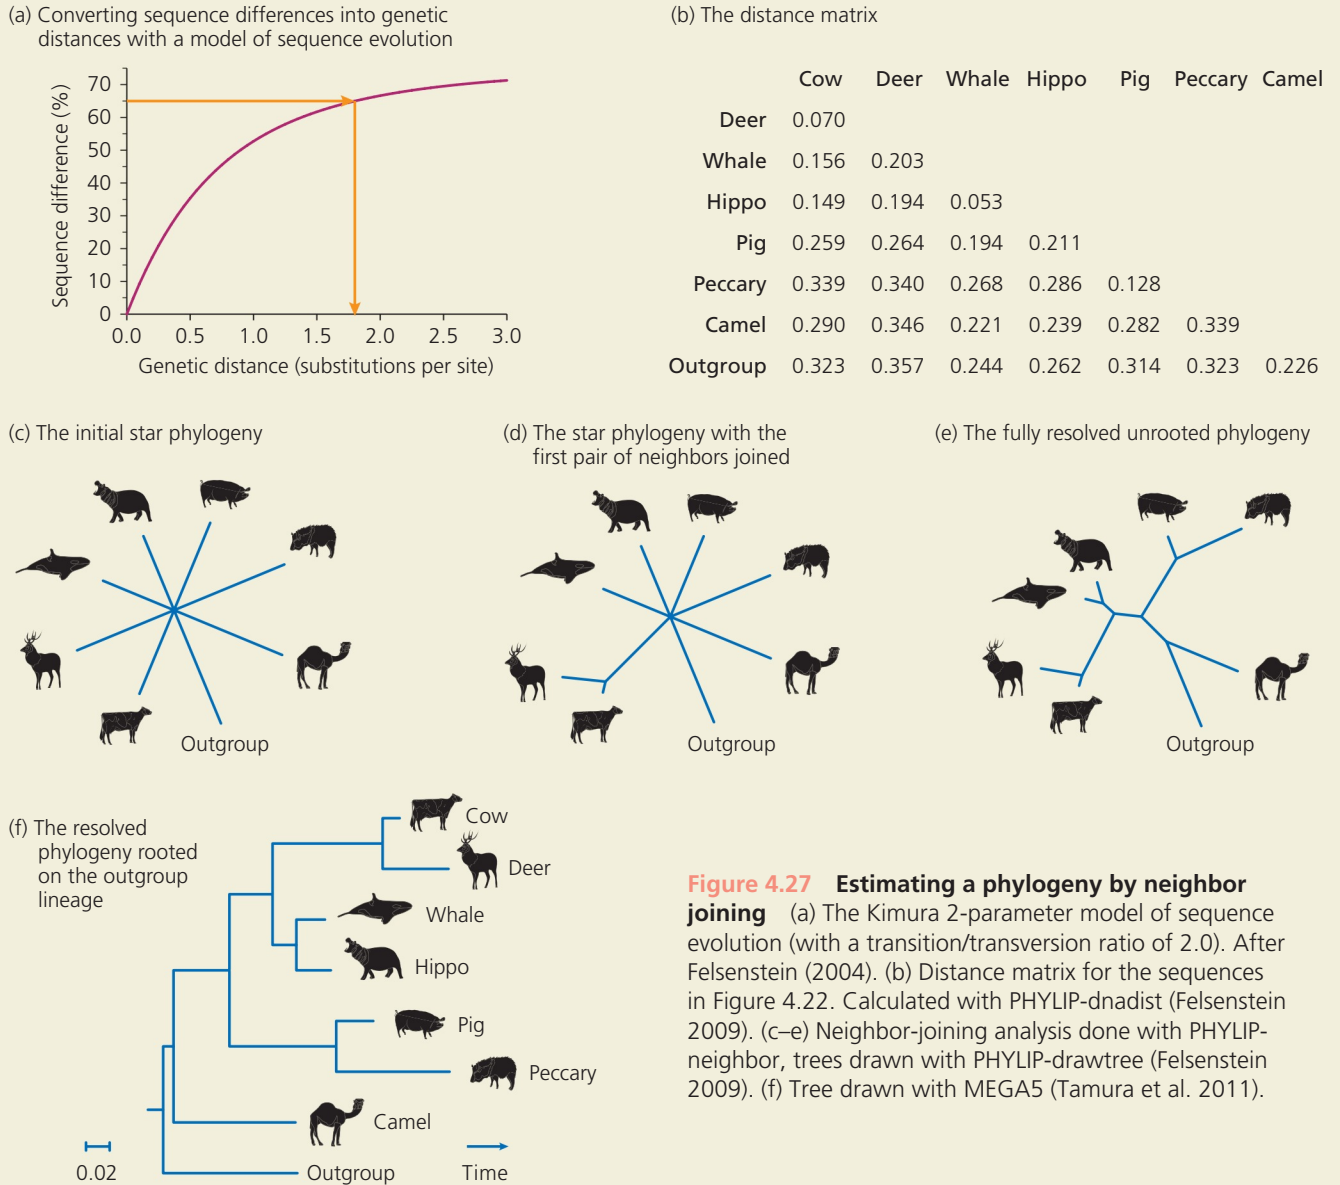 (a) Converting sequence differences into genetic
distances with a model of sequence evolution
Sequence difference (%)
70
60
50
40
30
20
10
0
0.0 0.5 1.0 1.5 2.0 2.5 3.0
Genetic distance (substitutions per site)
(b) The distance matrix
Cow Deer Whale Hippo Pig Peccary Camel
Deer 0.070
Whale 0.156 0.203
Hippo 0.149 0.194 0.053
Pig 0.259 0.264 0.194 0.211
Peccary 0.339 0.340 0.268 0.286 0.128
Camel 0.290 0.346 0.221 0.239 0.282 0.339
Outgroup 0.323 0.357 0.244 0.262 0.314 0.323 0.226
(c) The initial star phylogeny
Outgroup
(d) The star phylogeny with the
first pair of neighbors joined
Outgroup
(e) The fully resolved unrooted phylogeny
Outgroup
(f) The resolved
phylogeny rooted
on the outgroup
lineage
Cow
Deer
Whale
Hippo
Pig
Peccary
Camel
Outgroup
0.02
Time
Figure 4.27 Estimating a phylogeny by neighbor
joining (a) The Kimura 2-parameter model of sequence
evolution (with a transition/transversion ratio of 2.0). After
Felsenstein (2004). (b) Distance matrix for the sequences
in Figure 4.22. Calculated with PHYLIP-dnadist (Felsenstein
2009). (c–e) Neighbor-joining analysis done with PHYLIP-
neighbor, trees drawn with PHYLIP-drawtree (Felsenstein
2009). (f) Tree drawn with MEGA5 (Tamura et al. 2011).